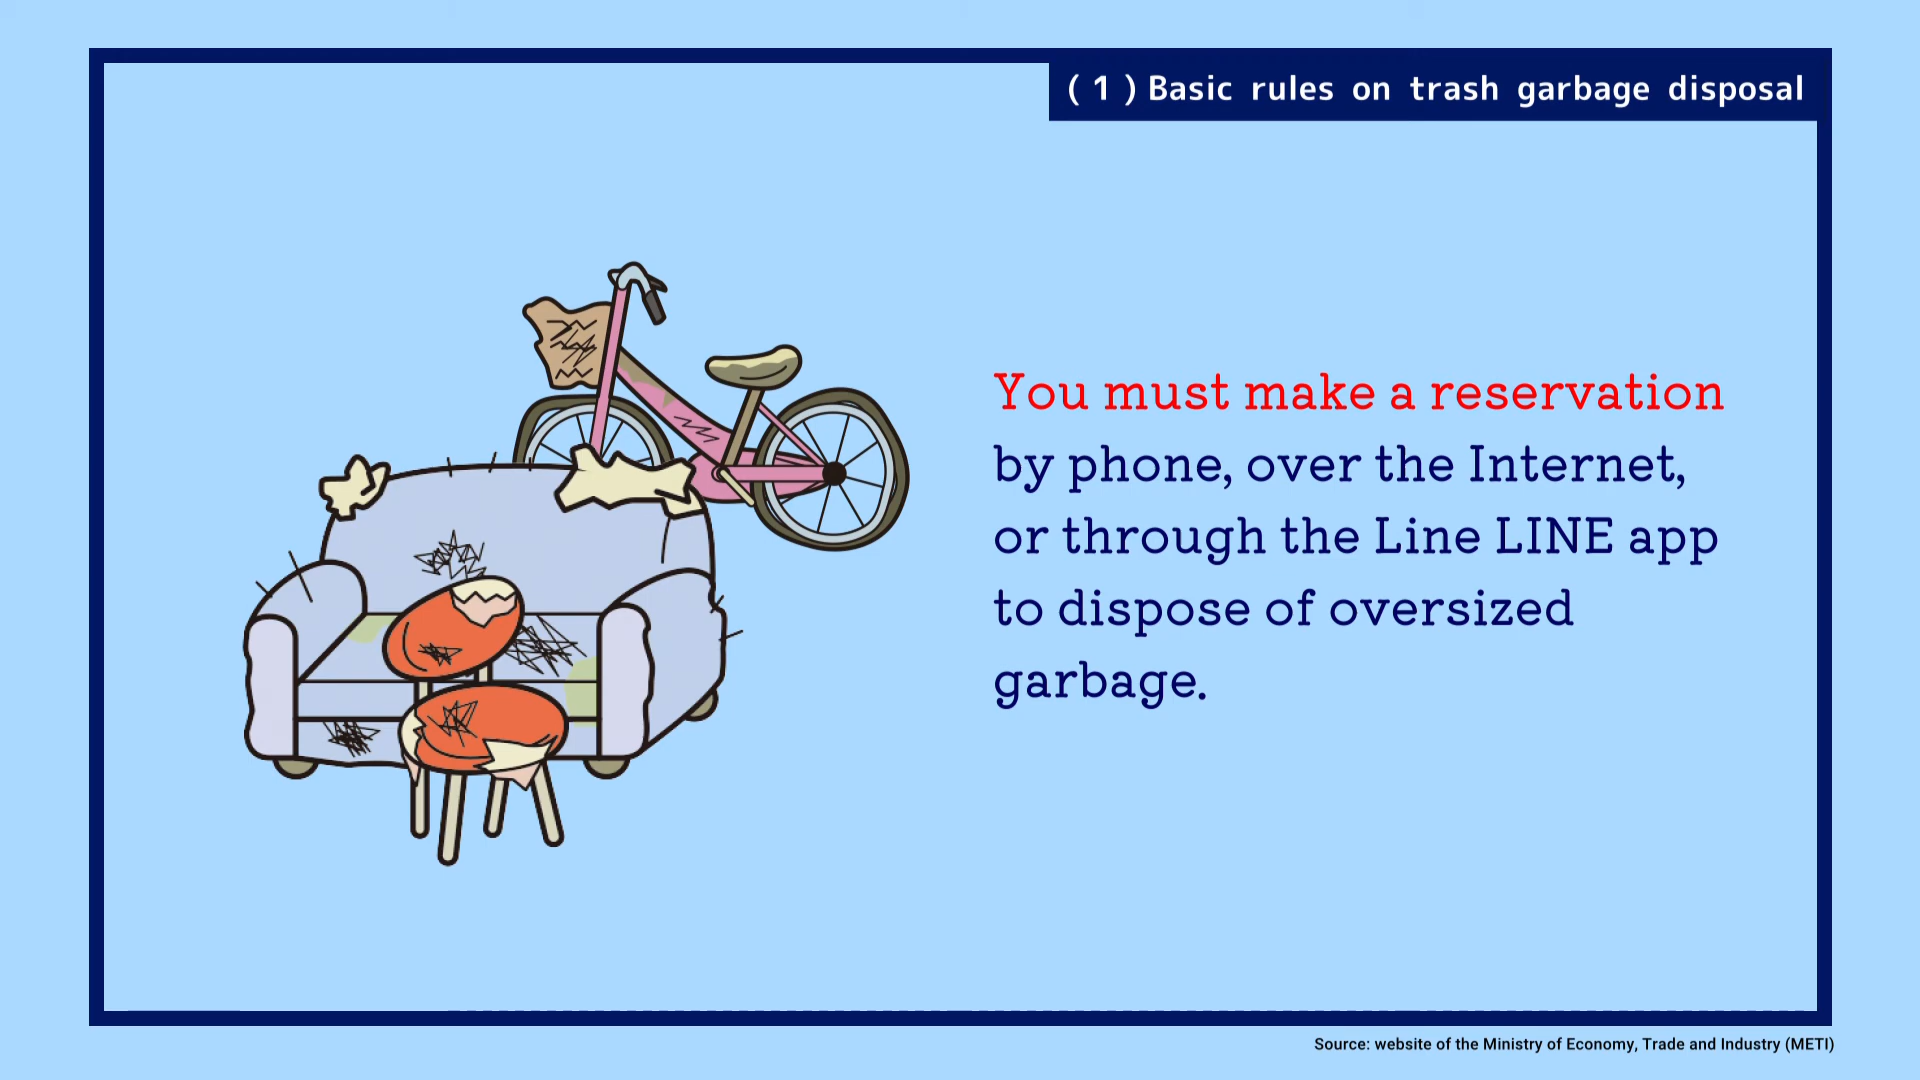 ( 1 ) Basic rules on trash garbage disposal
You must make a reservation
by phone, over the Internet,
or through the Line LINE app
to dispose of oversized
garbage.
Source: website of the Ministry of Economy, Trade and Industry (METI)